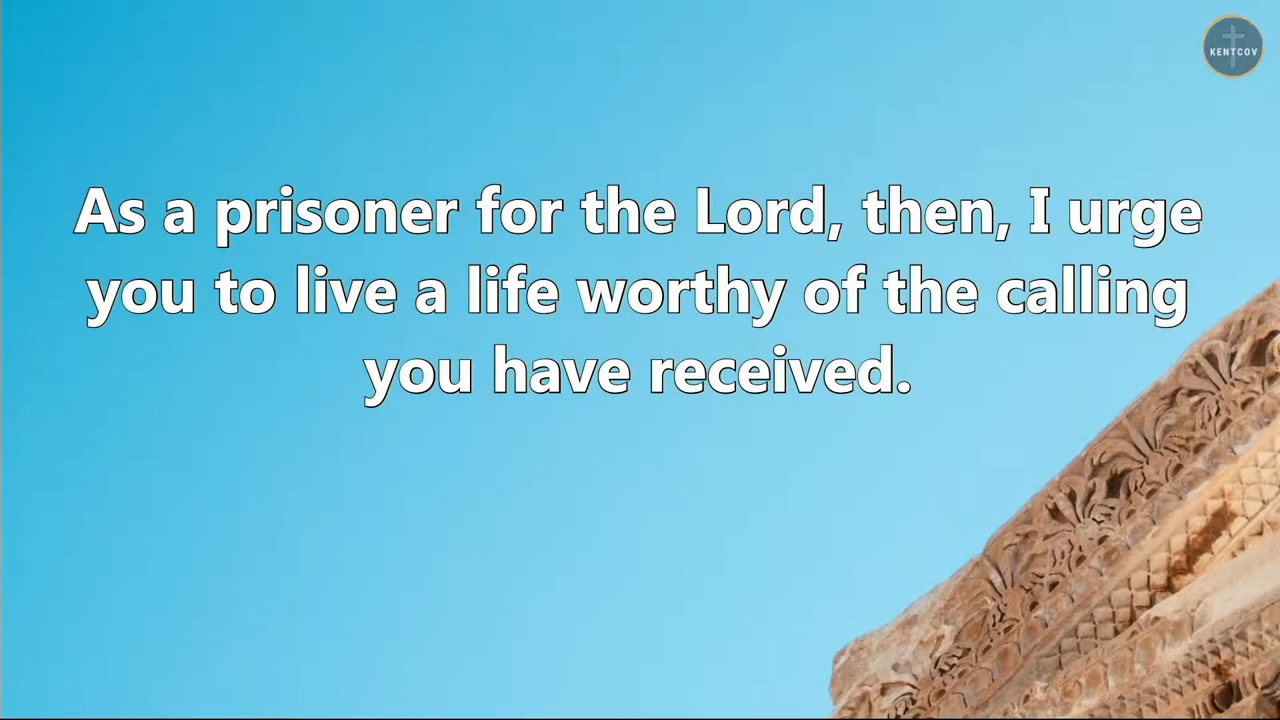 KENTCOV
As a prisoner for the Lord, then, I urge
you to live a life worthy of the calling
you have received.